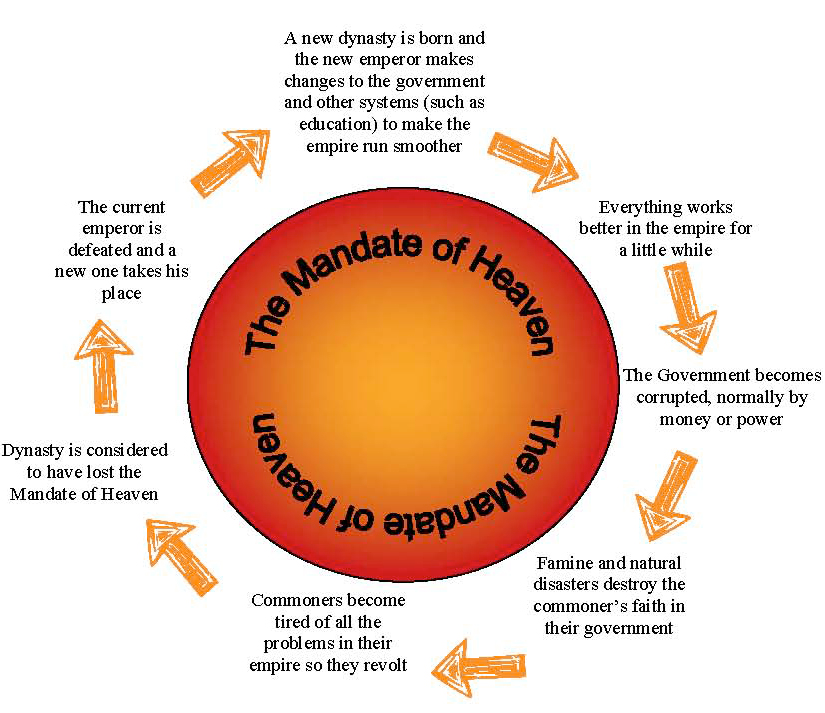 A new dynasty is born and
the new emperor makes
changes to the government
and other systems (such as
education) to make the
empire run smoother
Everything works
better in the empire for
a little while
The Government becomes
corrupted, normally by
money or power
Famine and natural
disasters destroy the
commoner’s faith in
their government
Commoners become
tired of all the
problems in their
empire so they revolt
Dynasty is considered
to have lost the
Mandate of Heaven
The current
emperor is
defeated and a
new one takes his
place
The Mandate of Heaven
The Mandate of Heaven